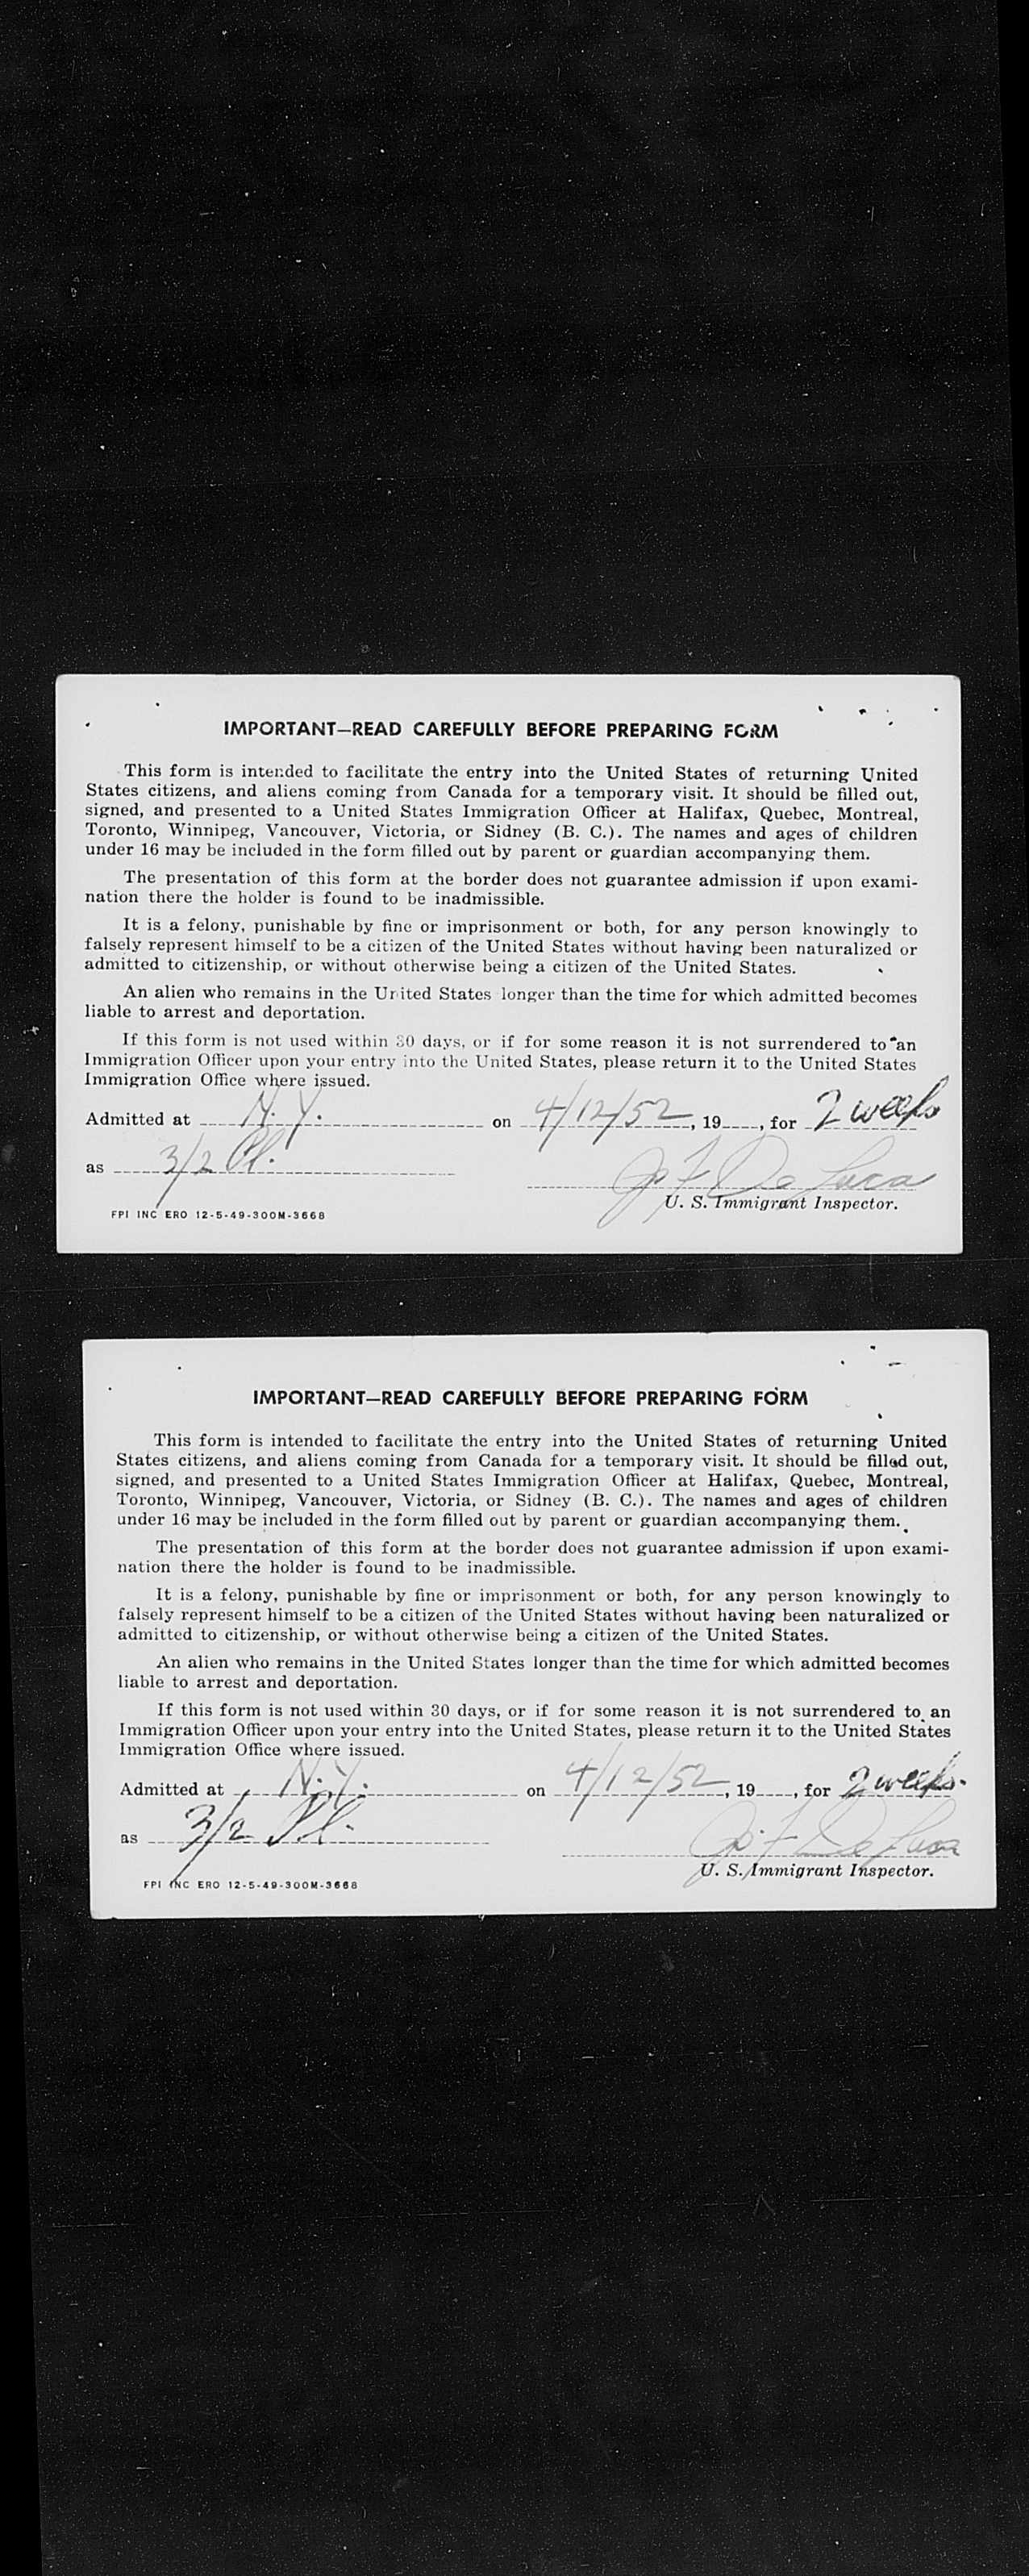 IMPORTANT—READ CAREFULLY BEFORE PREPARING FORM
This form is intended to facilitate the entry into the United States of returning United
States citizens, and aliens coming from Canada for a temporary visit. It should be filled out,
signed, and presented to a United States Immigration Officer at Halifax, Quebec, Montreal,
Toronto, Winnipeg, Vancouver, Victoria, or Sidney (B. C.). The names and ages of children
under 16 may be included in the form filled out by parent or guardian accompanying them.
The presentation of this form at the border does not guarantee admission if upon exami-
nation there the holder is found to be inadmissible.
It is a felony, punishable by fine or imprisonment or both, for any person knowingly to
falsely represent himself to be a citizen of the United States without having been naturalized or
admitted to citizenship, or without otherwise being a citizen of the United States.
An alien who remains in the United States longer than the time for which admitted becomes
liable to arrest and deportation.
If this form is not used within 30 days, or if for some reason it is not surrendered to an
Immigration Officer upon your entry into the United States, please return it to the United States
Immigration Office where issued.
Admitted at N. Y. on 4/12/52, 19, for 2 weeks
as 3/2
F De Luca
U. S. Immigrant Inspector.
FPI INC ERO 12-5-49-300M-3668
IMPORTANT—READ CAREFULLY BEFORE PREPARING FORM
This form is intended to facilitate the entry into the United States of returning United
States citizens, and aliens coming from Canada for a temporary visit. It should be filled out,
signed, and presented to a United States Immigration Officer at Halifax, Quebec, Montreal,
Toronto, Winnipeg, Vancouver, Victoria, or Sidney (B. C.). The names and ages of children
under 16 may be included in the form filled out by parent or guardian accompanying them.
The presentation of this form at the border does not guarantee admission if upon exami-
nation there the holder is found to be inadmissible.
It is a felony, punishable by fine or imprisonment or both, for any person knowingly to
falsely represent himself to be a citizen of the United States without having been naturalized or
admitted to citizenship, or without otherwise being a citizen of the United States.
An alien who remains in the United States longer than the time for which admitted becomes
liable to arrest and deportation.
If this form is not used within 30 days, or if for some reason it is not surrendered to an
Immigration Officer upon your entry into the United States, please return it to the United States
Immigration Office where issued.
Admitted at N. Y. on 4/12/52, 19, for 2 weeks.
as 3/2
F De Luca
U. S. Immigrant Inspector.
FPI INC ERO 12-5-49-300M-3668